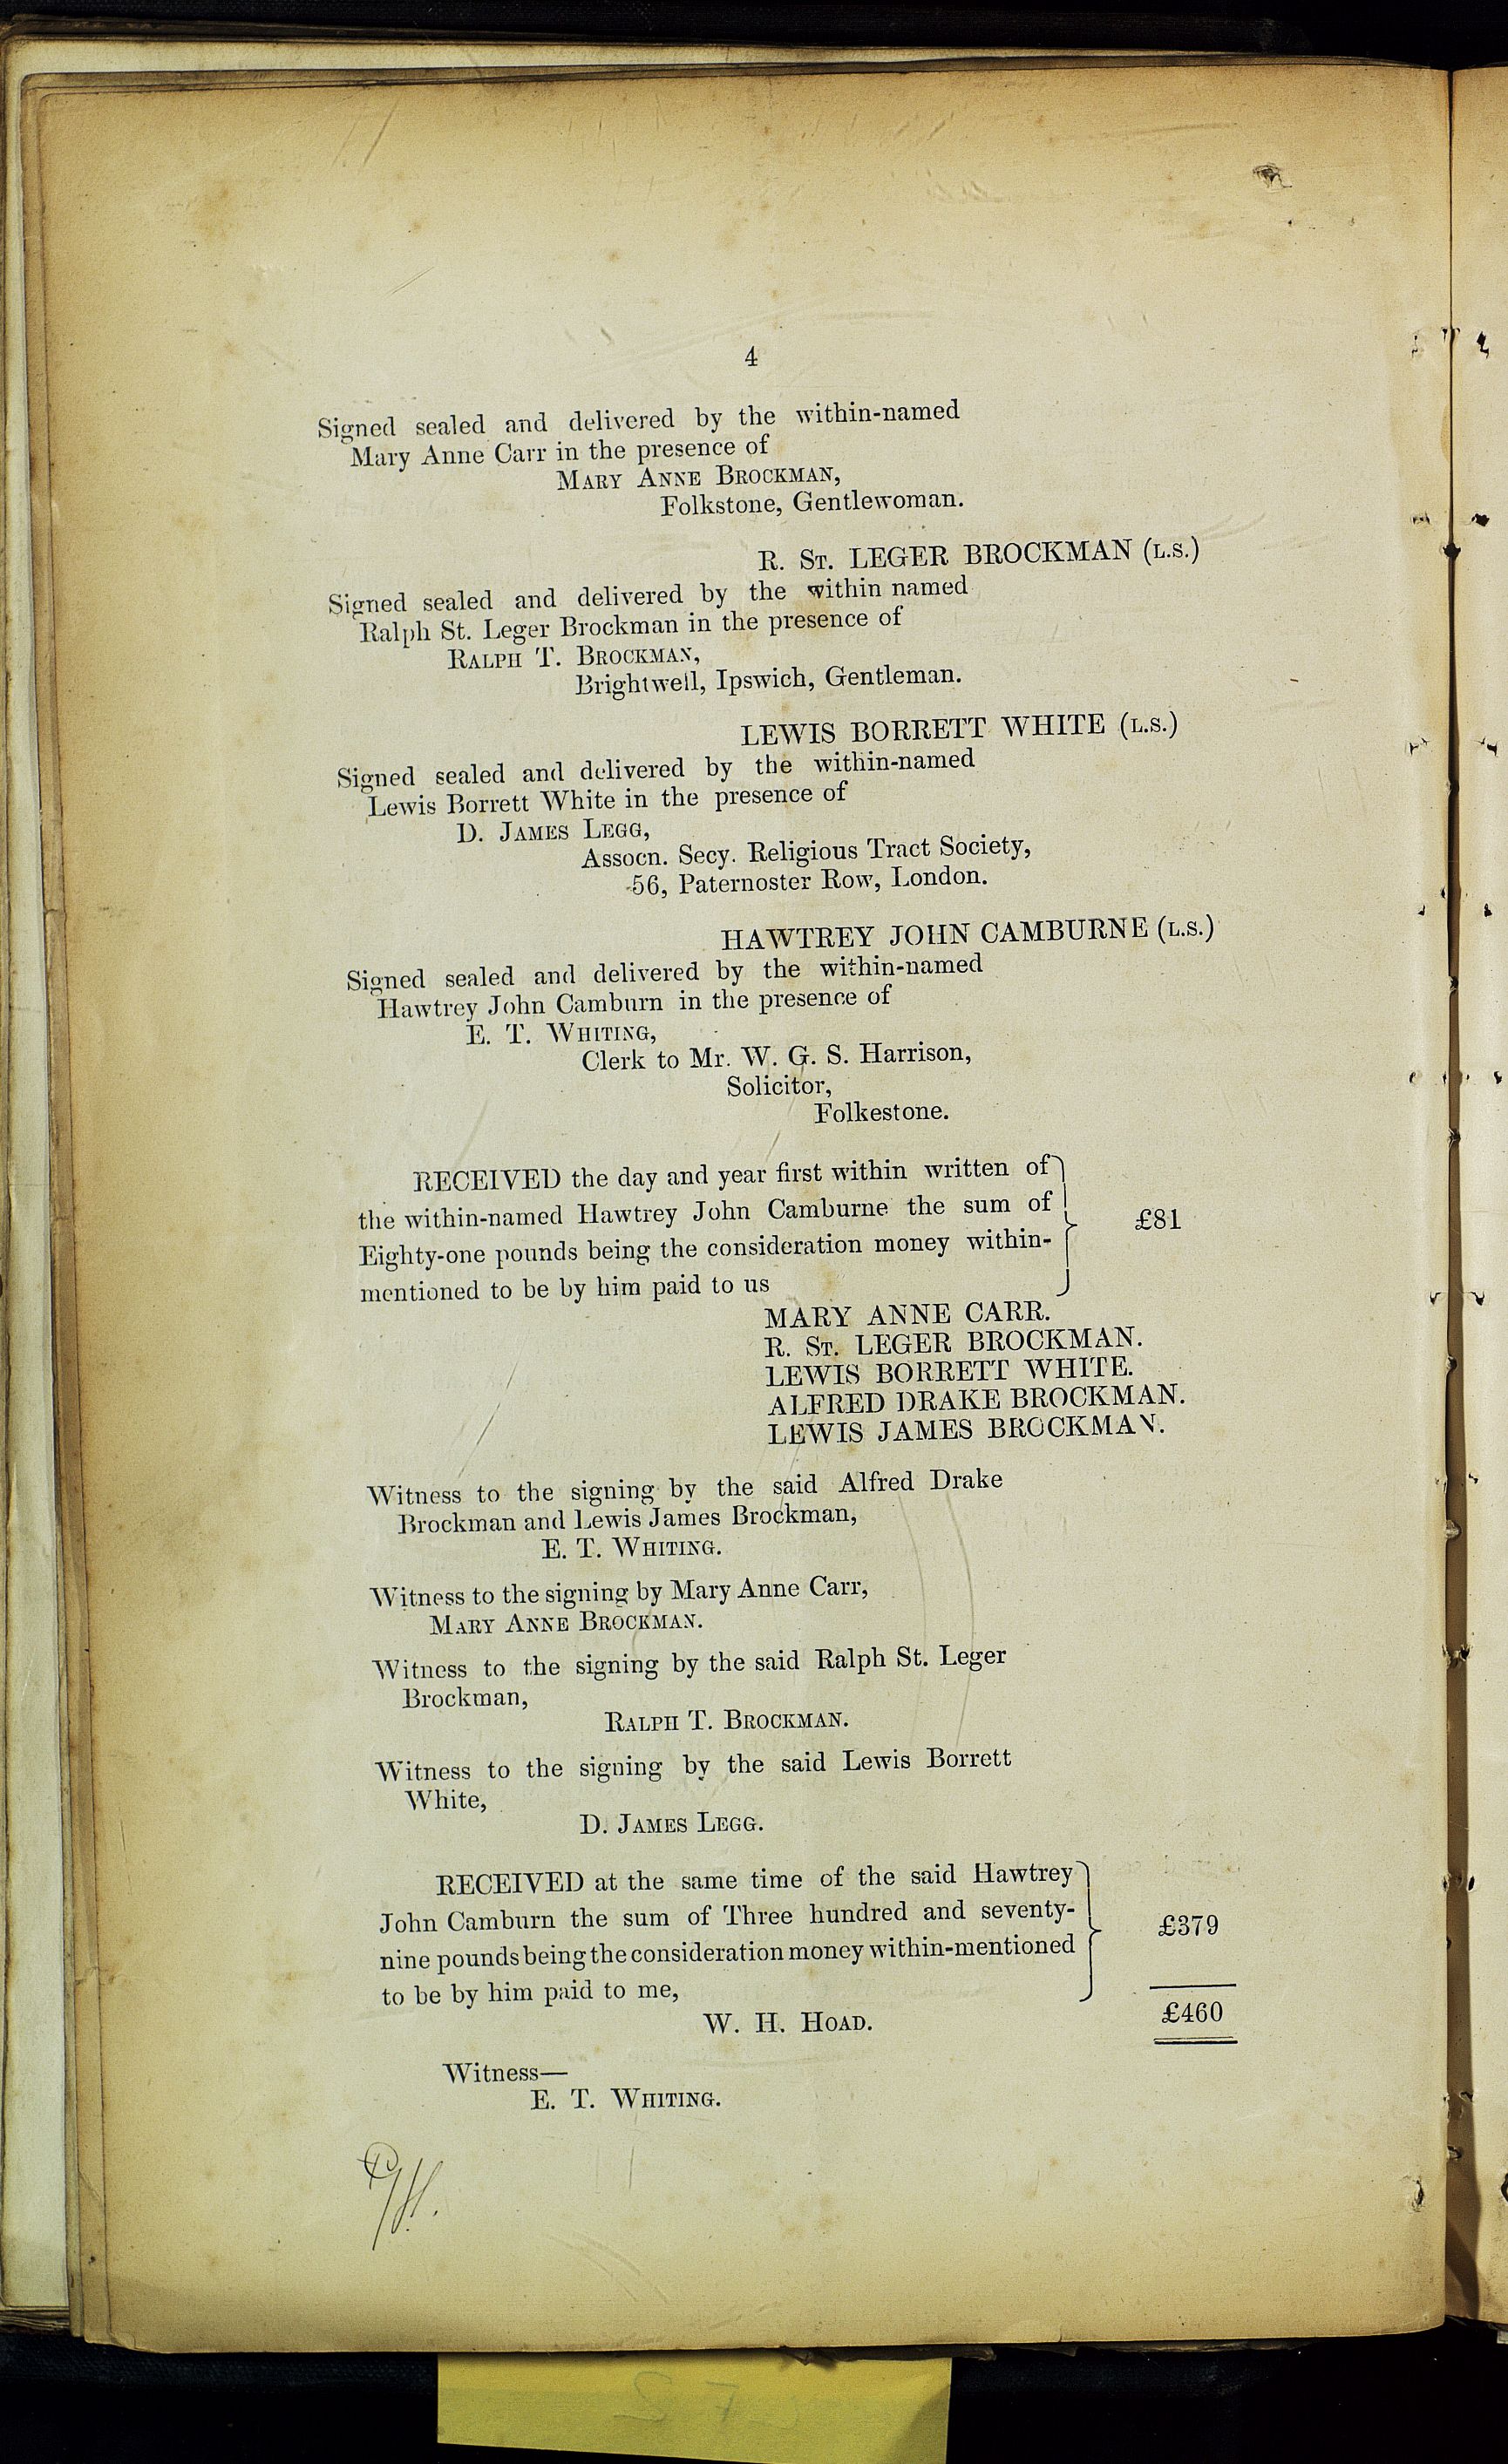 4
Signed sealed and delivered by the within-named
Mary Anne Carr in the presence of
MARY ANNE BROCKMAN,
Folkstone, Gentlewoman.
R. ST. LEGER BROCKMAN (L.S.)
Signed sealed and delivered by the within named
Ralph St. Leger Brockman in the presence of
RALPH T. BROCKMAN,
Brightwell, Ipswich, Gentleman.
LEWIS BORRETT WHITE (L.S.)
Signed sealed and delivered by the within-named
Lewis Borrett White in the presence of
D. JAMES LEGG,
Assocn. Secy. Religious Tract Society,
56, Paternoster Row, London.
HAWTREY JOHN CAMBURNE (L.S.)
Signed sealed and delivered by the within-named
Hawtrey John Camburn in the presence of
E. T. WHITING,
Clerk to Mr. W. G. S. Harrison,
Solicitor,
Folkestone.
RECEIVED the day and year first within written of
the within-named Hawtrey John Camburne the sum of
£81
Eighty-one pounds being the consideration money within-
mentioned to be by him paid to us
MARY ANNE CARR.
R. ST. LEGER BROCKMAN.
LEWIS BORRETT WHITE.
ALFRED DRAKE BROCKMAN.
LEWIS JAMES BROCKMAN.
Witness to the signing by the said Alfred Drake
Brockman and Lewis James Brockman,
E. T. WHITING.
Witness to the signing by Mary Anne Carr,
MARY ANNE BROCKMAN.
Witness to the signing by the said Ralph St. Leger
Brockman,
RALPH T. BROCKMAN.
Witness to the signing by the said Lewis Borrett
White,
D. JAMES LEGG.
RECEIVED at the same time of the said Hawtrey
John Camburn the sum of Three hundred and seventy-
£379
nine pounds being the consideration money within-mentioned
to be by him paid to me,
£460
W. H. HOAD.
Witness—
E. T. WHITING.